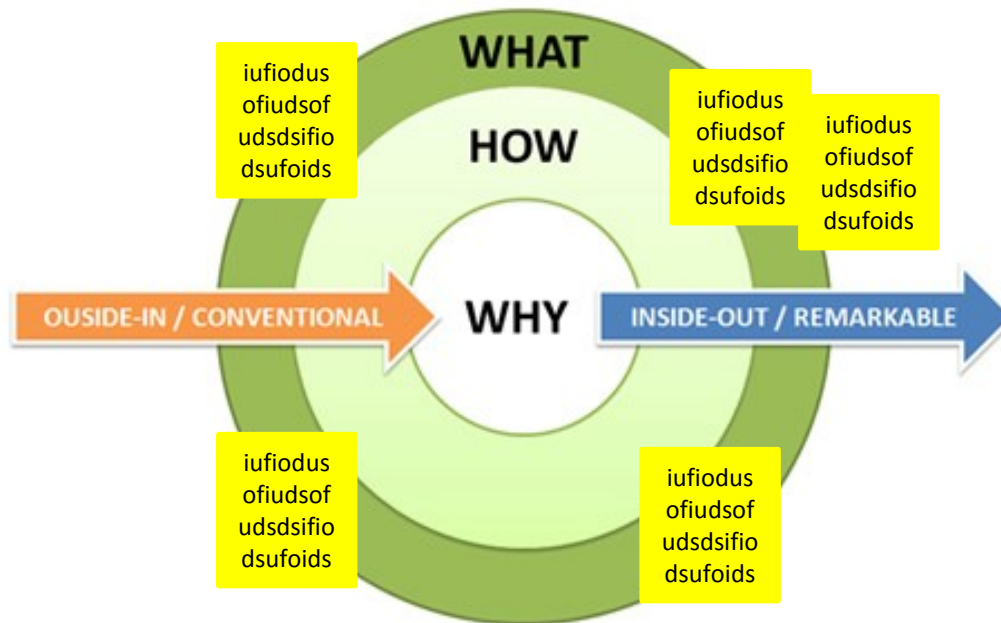 WHAT
iufiodus
ofiudsof
udsdsifio
dsufoids
iufiodus
ofiudsof
udsdsifio
dsufoids
iufiodus
ofiudsof
udsdsifio
dsufoids
HOW
OUSIDE-IN / CONVENTIONAL
WHY
INSIDE-OUT / REMARKABLE
iufiodus
ofiudsof
udsdsifio
dsufoids
iufiodus
ofiudsof
udsdsifio
dsufoids